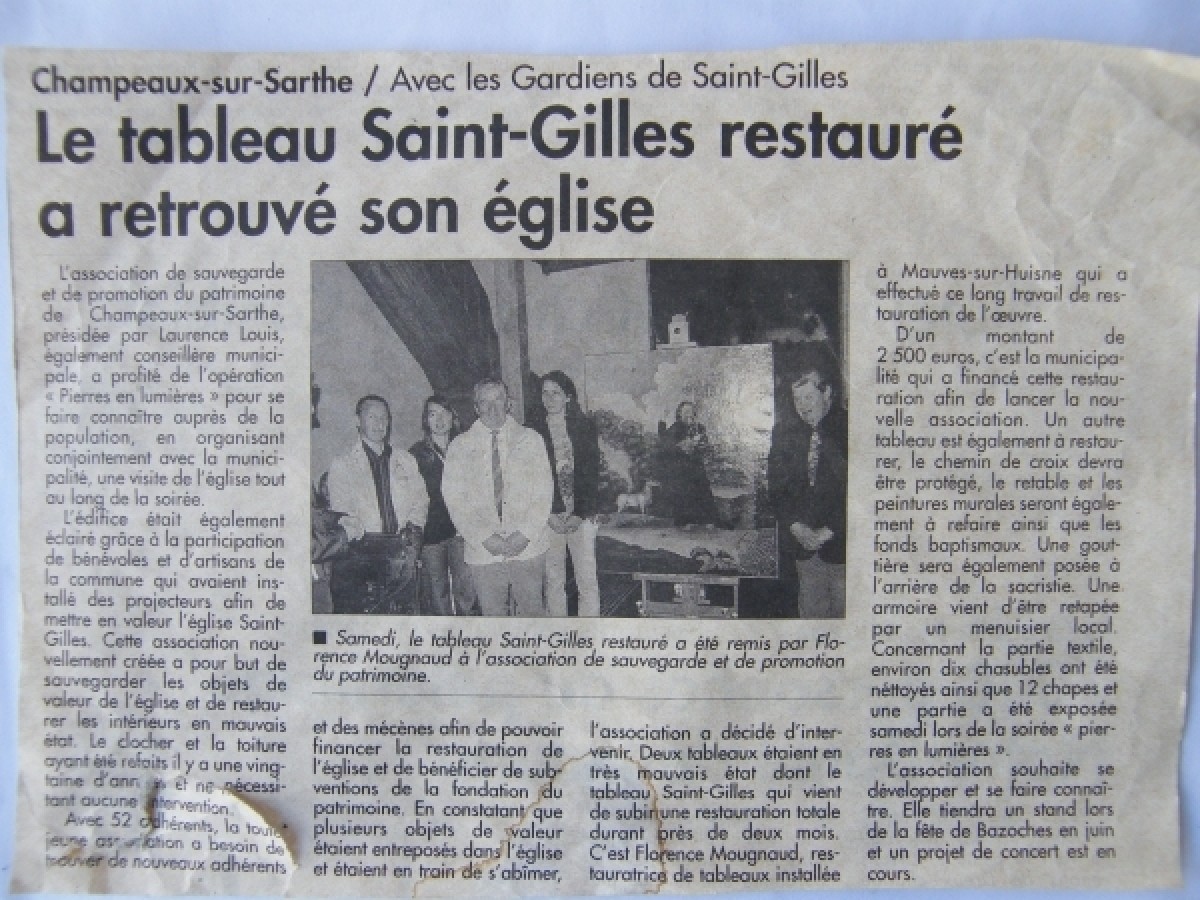 Champeaux-sur-Sarthe / Avec les Gardiens de Saint-Gilles
Le tableau Saint-Gilles restauré
a retrouvé son église
L'association de sauvegarde
et de promotion du patrimoine
de Champeaux-sur-Sarthe,
présidée par Laurence Louis,
également conseillère munici-
pale, a profité de l'opération
« Pierres en lumières » pour se
faire connaître auprès de la
population, en organisant
conjointement avec la munici-
palité, une visite de l'église tout
au long de la soirée.
L'édifice était également
éclairé grâce à la participation
de bénévoles et d'artisans de
la commune qui avaient ins-
tallé des projecteurs afin de
mettre en valeur l'église Saint-
Gilles. Cette association nou-
vellement créée a pour but de
sauvegarder les objets de
valeur de l'église et de restau-
rer les intérieurs en mauvais
état. Le clocher et la toiture
ayant été refaits il y a une ving-
taine d'ann s et ne nécessi-
tant aucune intervention.
Avec 52 adhérents, la toute
jeune association a besoin de
trouver de nouveaux adhérents
■ Samedi, le tableau Saint-Gilles restauré a été remis par Flo-
rence Mougnaud à l'association de sauvegarde et de promotion
du patrimoine.
et des mécènes afin de pouvoir
financer la restauration de
l'église et de bénéficier de sub-
ventions de la fondation du
patrimoine. En constatant que
plusieurs objets de valeur
étaient entreposés dans l'église
et étaient en train de s'abîmer,
l'association a décidé d'inter-
venir. Deux tableaux étaient en
très mauvais état dont le
tableau Saint-Gilles qui vient
de subir une restauration totale
durant près de deux mois.
C'est Florence Mougnaud, res-
tauratrice de tableaux installée
à Mauves-sur-Huisne qui a
effectué ce long travail de res-
tauration de l'œuvre.
D'un montant de
2 500 euros, c'est la municipa-
lité qui a financé cette restau-
ration afin de lancer la nou-
velle association. Un autre
tableau est également à restau-
rer, le chemin de croix devra
être protégé, le retable et les
peintures murales seront égale-
ment à refaire ainsi que les
fonds baptismaux. Une gout-
tière sera également posée à
l'arrière de la sacristie. Une
armoire vient d'être retapée
par un menuisier local.
Concernant la partie textile,
environ dix chasubles ont été
néttoyés ainsi que 12 chapes et
une partie a été exposée
samedi lors de la soirée « pier-
res en lumières ».
L'association souhaite se
développer et se faire connaî-
tre. Elle tiendra un stand lors
de la fête de Bazoches en juin
et un projet de concert est en
cours.